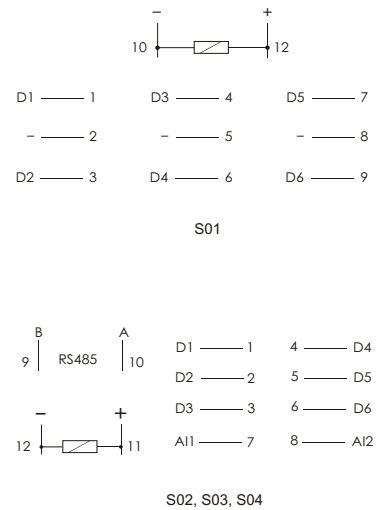 – +
10 12
D1 1 D3 4 D5 7
– 2 – 5 – 8
D2 3 D4 6 D6 9
S01
B A
9 RS485 10
D1 1 4 D4
D2 2 5 D5
D3 3 6 D6
AI1 7 8 AI2
– +
12 11
S02, S03, S04